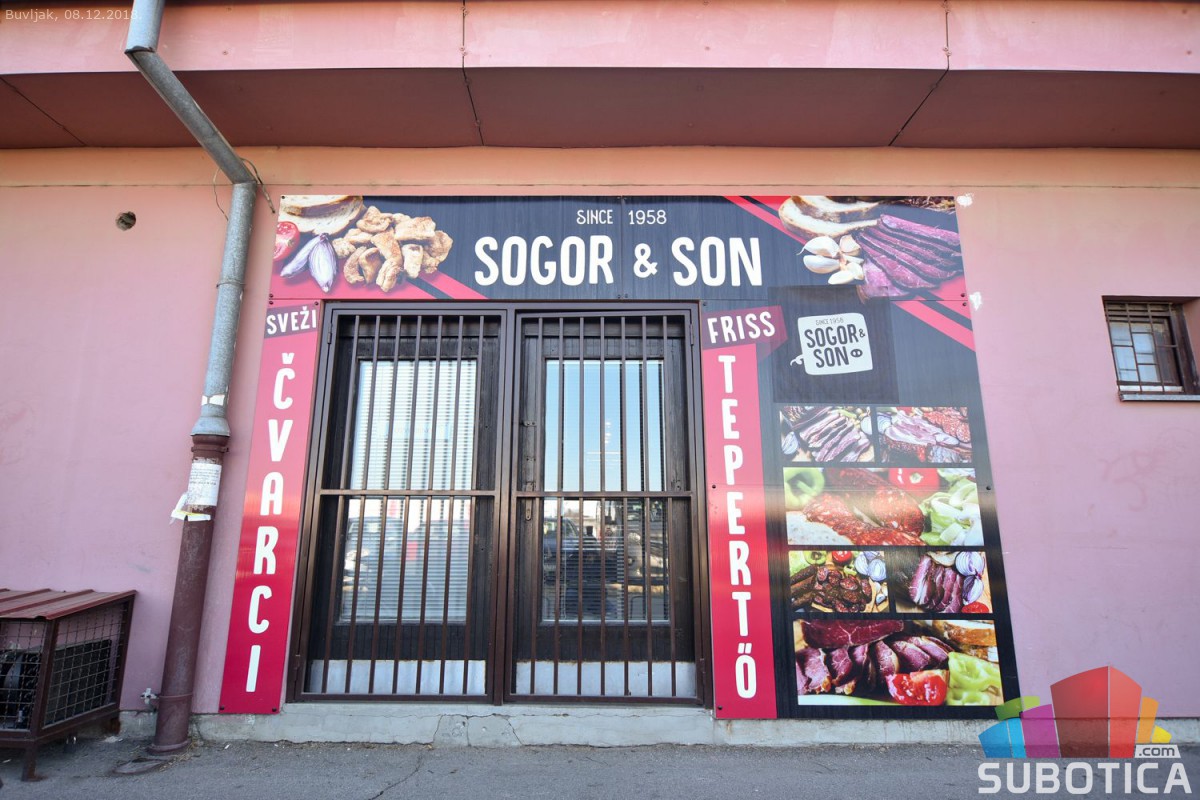 Buvljak, 08.12.2018.
SINCE 1958
SOGOR & SON
SVEŽI
ČVARCI
FRISS
TEPERTŐ
SINCE 1958
SOGOR &
SON
.com
SUBOTICA